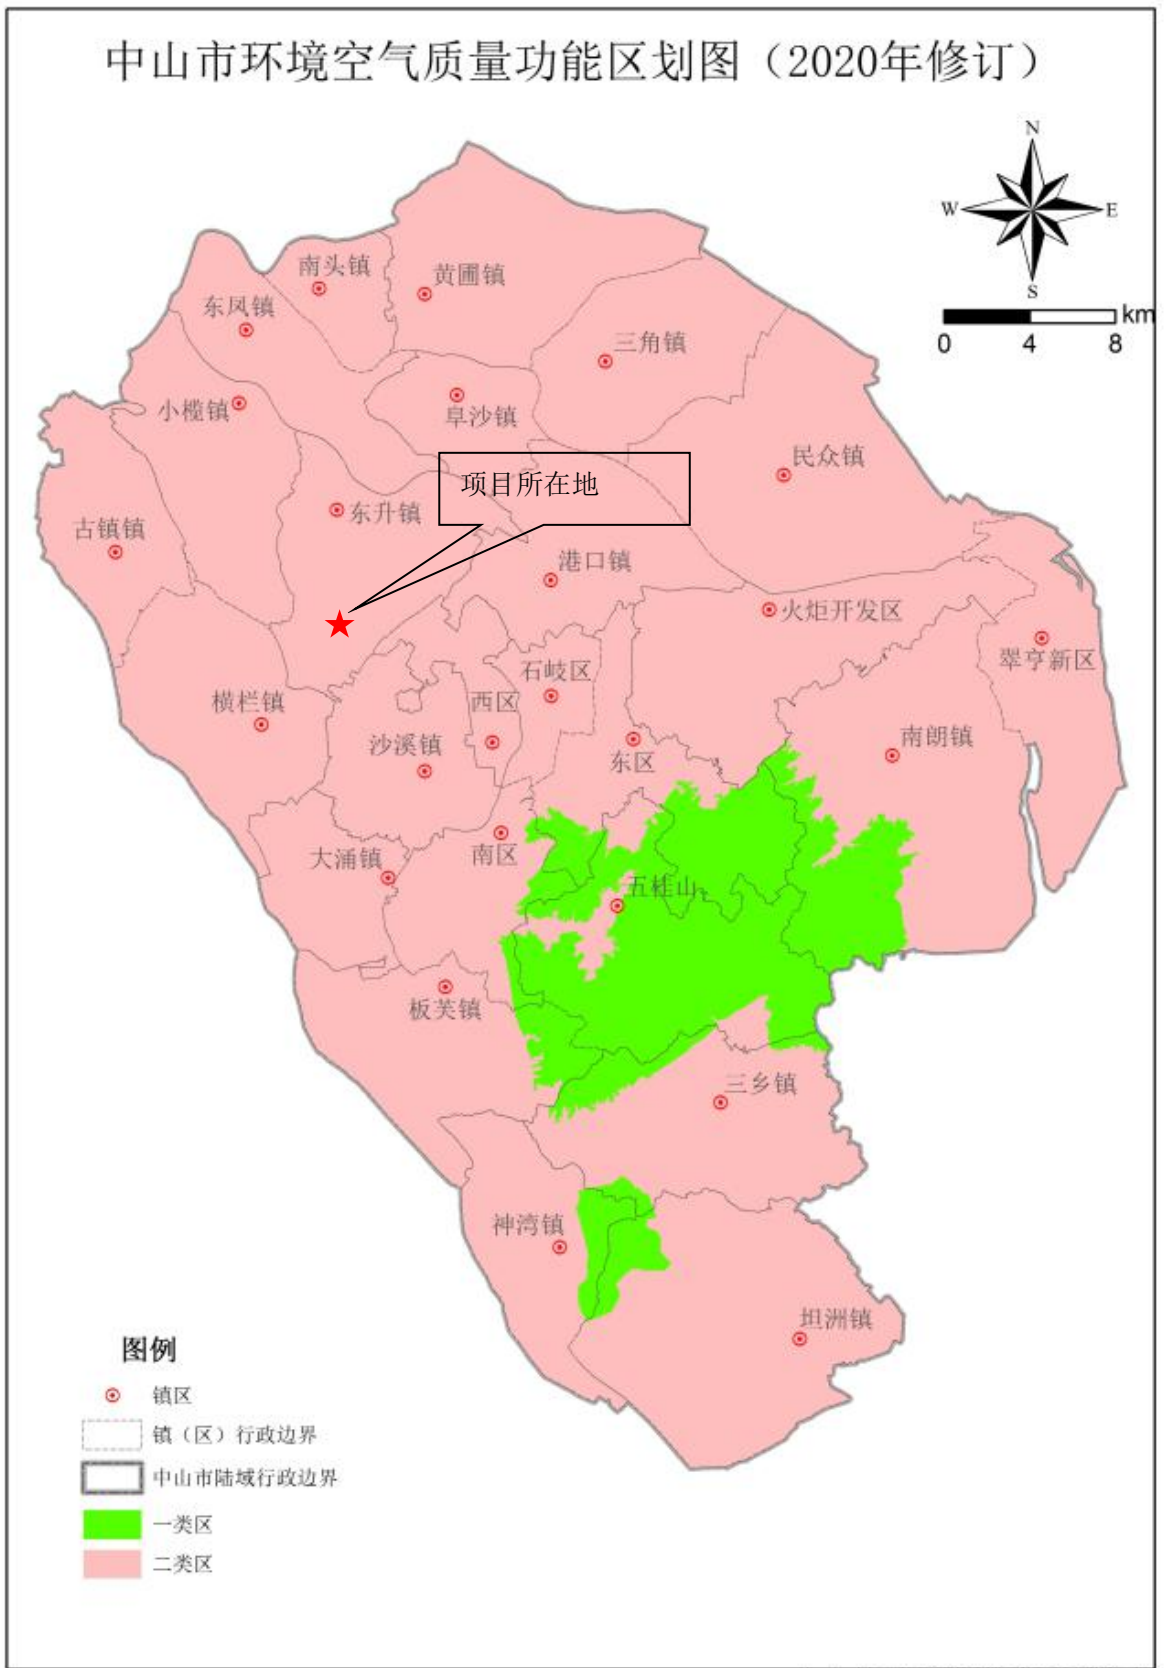 中山市环境空气质量功能区划图（2020年修订）
N
W
E
S
km
0
4
8
南头镇
黄圃镇
东凤镇
三角镇
小榄镇
阜沙镇
民众镇
项目所在地
东升镇
古镇镇
港口镇
火炬开发区
翠亨新区
石岐区
横栏镇
西区
沙溪镇
东区
南朗镇
南区
大涌镇
五桂山
板芙镇
三乡镇
神湾镇
坦洲镇
图例
镇区
镇（区）行政边界
中山市陆域行政边界
一类区
二类区